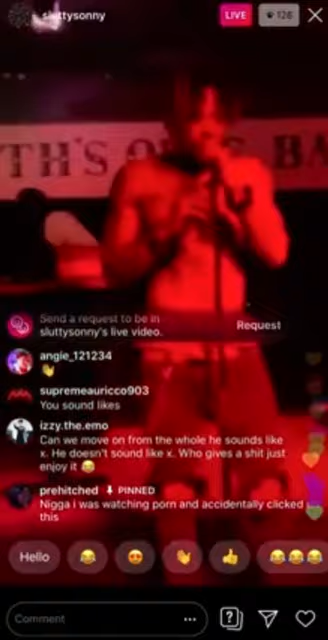 sluttysonny
LIVE
126
TH'S
BA
Send a request to be in
sluttysonny's live video.
Request
angie_121234
supremeauricco903
You sound likes
izzy.the.emo
Can we move on from the whole he sounds like
x. He doesn't sound like x. Who gives a shit just
enjoy it 😂
prehitched PINNED
Nigga i was watching porn and accidentally clicked
this
Hello
Comment